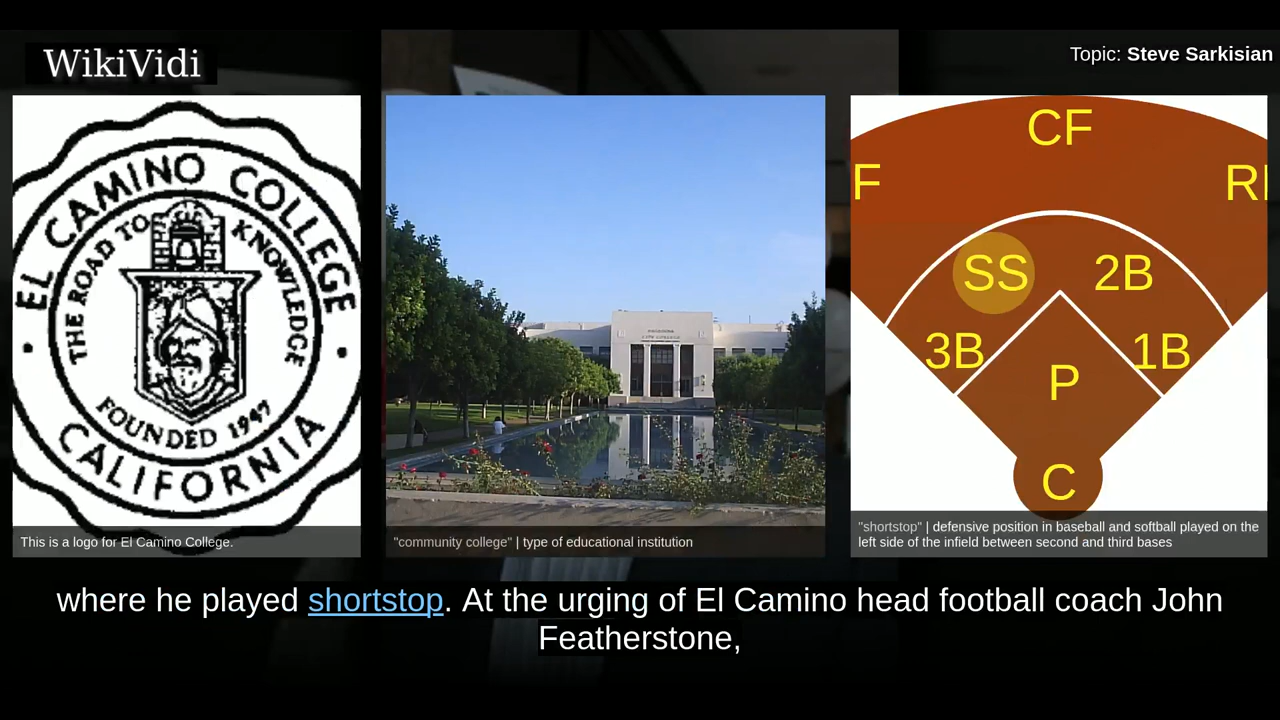 WikiVidi
Topic: Steve Sarkisian
EL CAMINO COLLEGE
THE ROAD TO KNOWLEDGE
FOUNDED 1947
CALIFORNIA
This is a logo for El Camino College.
"community college" | type of educational institution
CF
F
R
SS
2B
3B
1B
P
C
"shortstop" | defensive position in baseball and softball played on the
left side of the infield between second and third bases
where he played shortstop. At the urging of El Camino head football coach John
Featherstone,